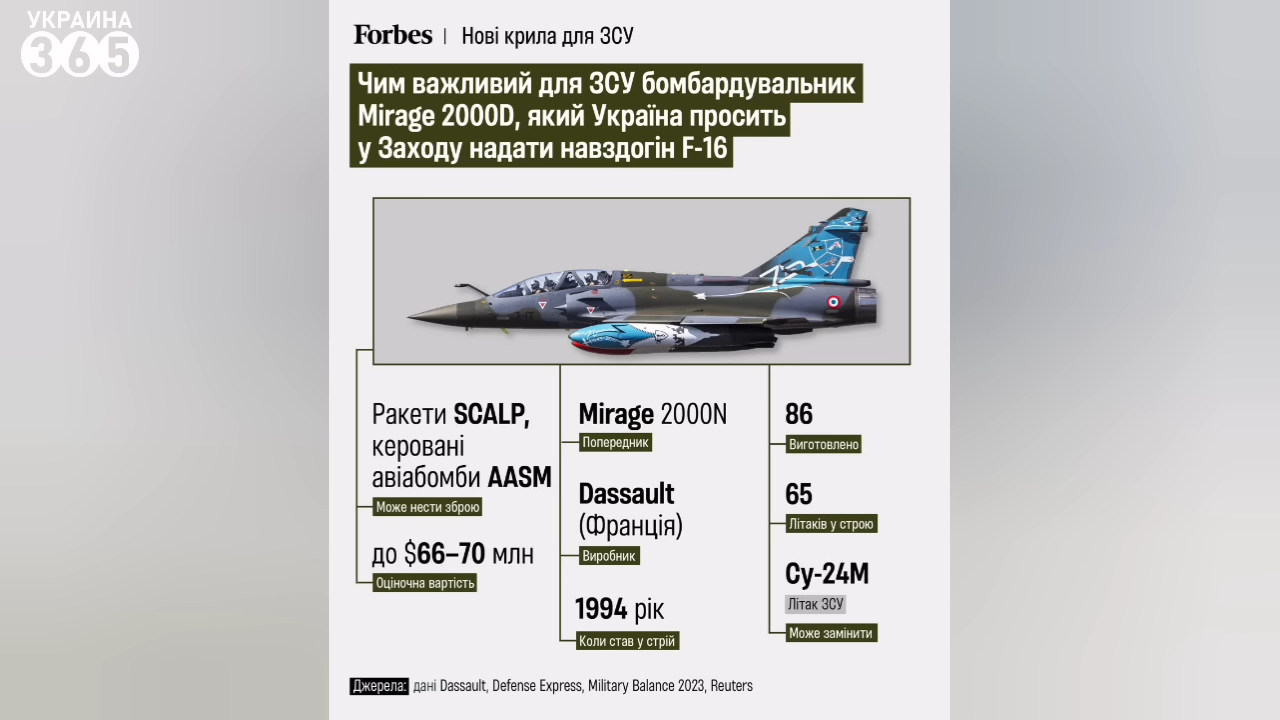 УКРАИНА
365
Forbes | Нові крила для ЗСУ
Чим важливий для ЗСУ бомбардувальник
Mirage 2000D, який Україна просить
у Заходу надати навздогін F-16
Ракети SCALP,
керовані
авіабомби AASM
Може нести зброю
до $66–70 млн
Оціночна вартість
Mirage 2000N
Попередник
Dassault
(Франція)
Виробник
1994 рік
Коли став у стрій
86
Виготовлено
65
Літаків у строю
Су-24М
Літак ЗСУ
Може замінити
Джерела: дані Dassault, Defense Express, Military Balance 2023, Reuters